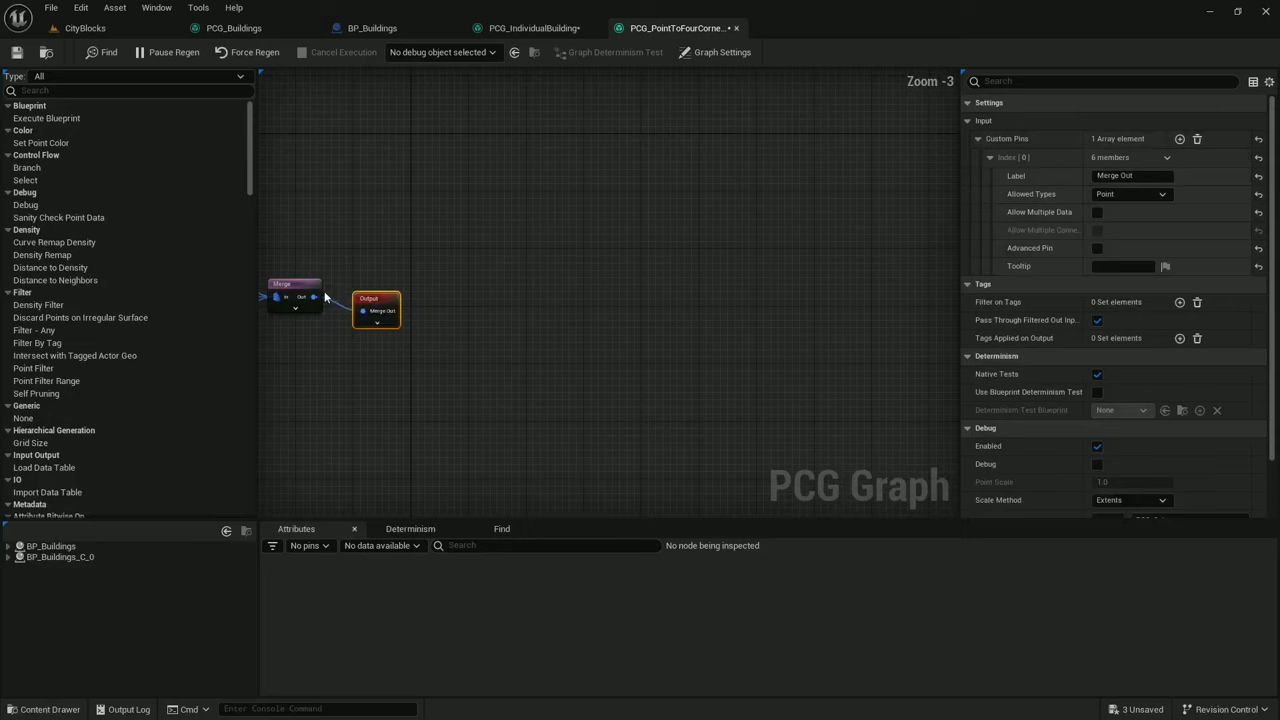 File Edit Asset Window Tools Help
CityBlocks PCG_Buildings BP_Buildings PCG_IndividualBuilding* PCG_PointToFourCorne...*
Find Pause Regen Force Regen Cancel Execution No debug object selected Graph Determinism Test Graph Settings
Type: All
Search
Blueprint
Execute Blueprint
Color
Set Point Color
Control Flow
Branch
Select
Debug
Debug
Sanity Check Point Data
Density
Curve Remap Density
Density Remap
Distance to Density
Distance to Neighbors
Filter
Density Filter
Discard Points on Irregular Surface
Filter - Any
Filter By Tag
Intersect with Tagged Actor Geo
Point Filter
Point Filter Range
Self Pruning
Generic
None
Hierarchical Generation
Grid Size
Input Output
Load Data Table
IO
Import Data Table
Metadata
Attribute Bitwise Op
Zoom -3
Merge
In Out
Output
Merge Out
PCG Graph
Search
Settings
Input
Custom Pins 1 Array element
Index [ 0 ] 6 members
Label Merge Out
Allowed Types Point
Allow Multiple Data
Allow Multiple Conne...
Advanced Pin
Tooltip
Tags
Filter on Tags 0 Set elements
Pass Through Filtered Out Inp...
Tags Applied on Output 0 Set elements
Determinism
Native Tests
Use Blueprint Determinism Test
Determinism Test Blueprint None
Debug
Enabled
Debug
Point Scale 1.0
Scale Method Extents
BP_Buildings
BP_Buildings_C_0
Attributes Determinism Find
No pins No data available Search No node being inspected
Content Drawer Output Log Cmd Enter Console Command 3 Unsaved Revision Control